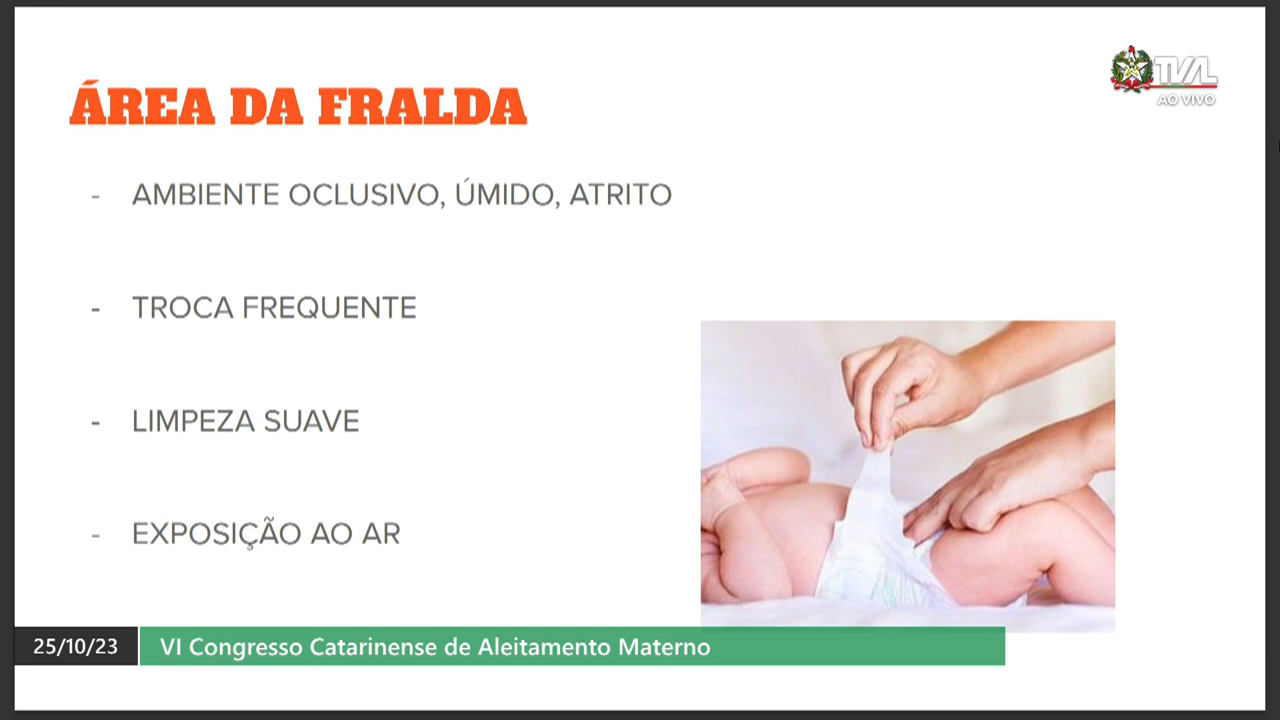 TVAL
AO VIVO
ÁREA DA FRALDA
- AMBIENTE OCLUSIVO, ÚMIDO, ATRITO
- TROCA FREQUENTE
- LIMPEZA SUAVE
- EXPOSIÇÃO AO AR
25/10/23 VI Congresso Catarinense de Aleitamento Materno